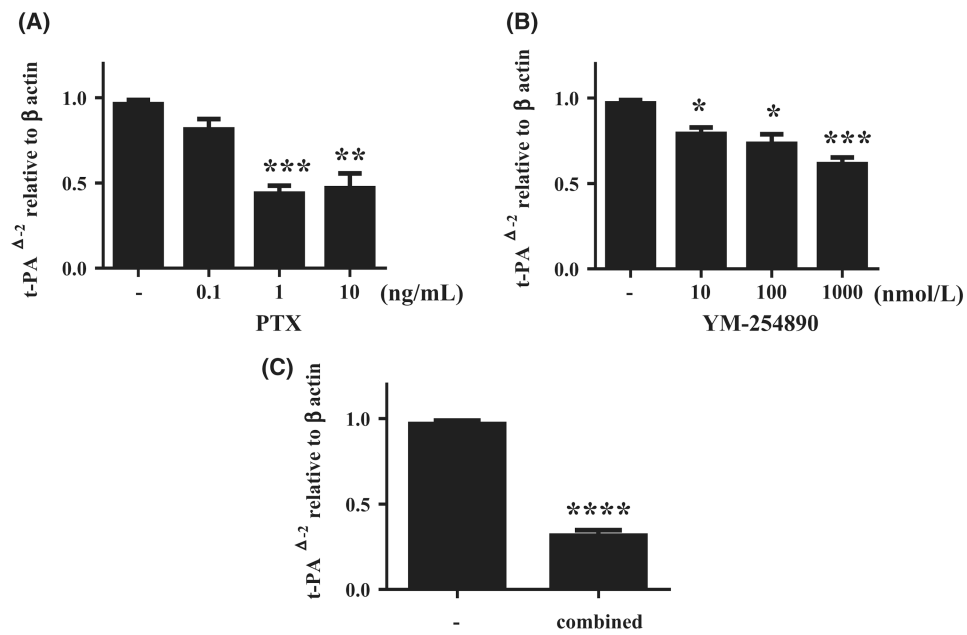 (A)
t-PA Δ-2 relative to β actin
1.0
0.5
0.0
*** **
- 0.1 1 10 (ng/mL)
PTX
(B)
t-PA Δ-2 relative to β actin
1.0
0.5
0.0
* * ***
- 10 100 1000 (nmol/L)
YM-254890
(C)
t-PA Δ-2 relative to β actin
1.0
0.5
0.0
****
- combined